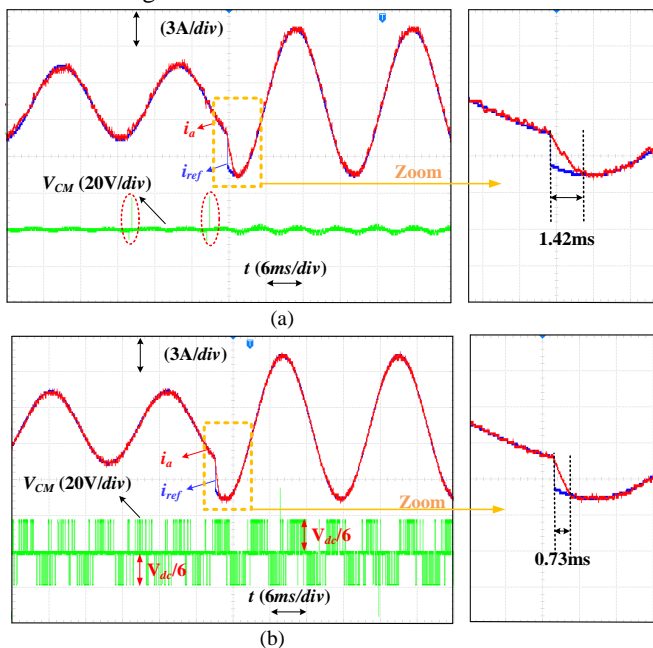 (3A/div)
i_a
i_ref
Zoom
V_CM (20V/div)
1.42ms
t (6ms/div)
(a)
(3A/div)
i_a
i_ref
V_CM (20V/div)
Zoom
V_dc/6
V_dc/6
0.73ms
t (6ms/div)
(b)